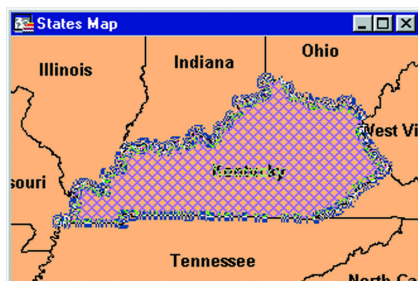 States Map
Ohio
Indiana
Illinois
West Vi
Kentucky
souri
Tennessee
North Ca